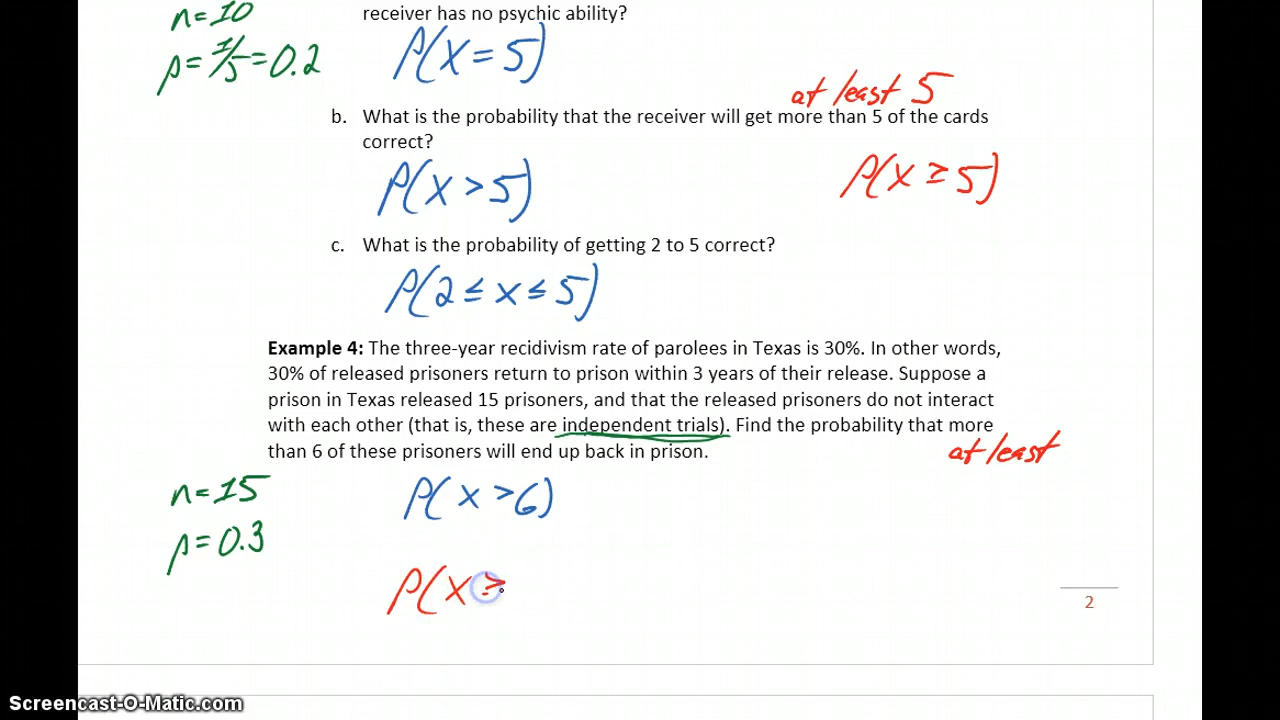 n=10
receiver has no psychic ability?
p=1/5=0.2
P(x=5)
at least 5
b. What is the probability that the receiver will get more than 5 of the cards
correct?
P(x>5)
P(x≥5)
c. What is the probability of getting 2 to 5 correct?
P(2≤x≤5)
Example 4: The three-year recidivism rate of parolees in Texas is 30%. In other words,
30% of released prisoners return to prison within 3 years of their release. Suppose a
prison in Texas released 15 prisoners, and that the released prisoners do not interact
with each other (that is, these are independent trials). Find the probability that more
than 6 of these prisoners will end up back in prison.
at least
n=15
P(x>6)
p=0.3
P(x≥
2
Screencast-O-Matic.com